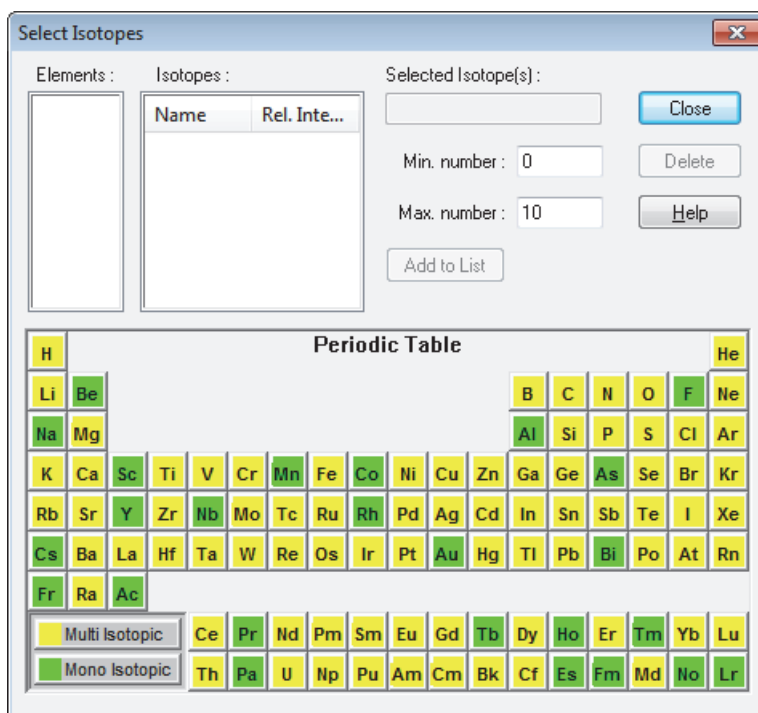 Select Isotopes
Elements :
Isotopes :
Selected Isotope(s) :
Name Rel. Inte...
Close
Min. number : 0
Delete
Max. number : 10
Help
Add to List
Periodic Table
H He
Li Be B C N O F Ne
Na Mg Al Si P S Cl Ar
K Ca Sc Ti V Cr Mn Fe Co Ni Cu Zn Ga Ge As Se Br Kr
Rb Sr Y Zr Nb Mo Tc Ru Rh Pd Ag Cd In Sn Sb Te I Xe
Cs Ba La Hf Ta W Re Os Ir Pt Au Hg Tl Pb Bi Po At Rn
Fr Ra Ac
Multi Isotopic Ce Pr Nd Pm Sm Eu Gd Tb Dy Ho Er Tm Yb Lu
Mono Isotopic Th Pa U Np Pu Am Cm Bk Cf Es Fm Md No Lr